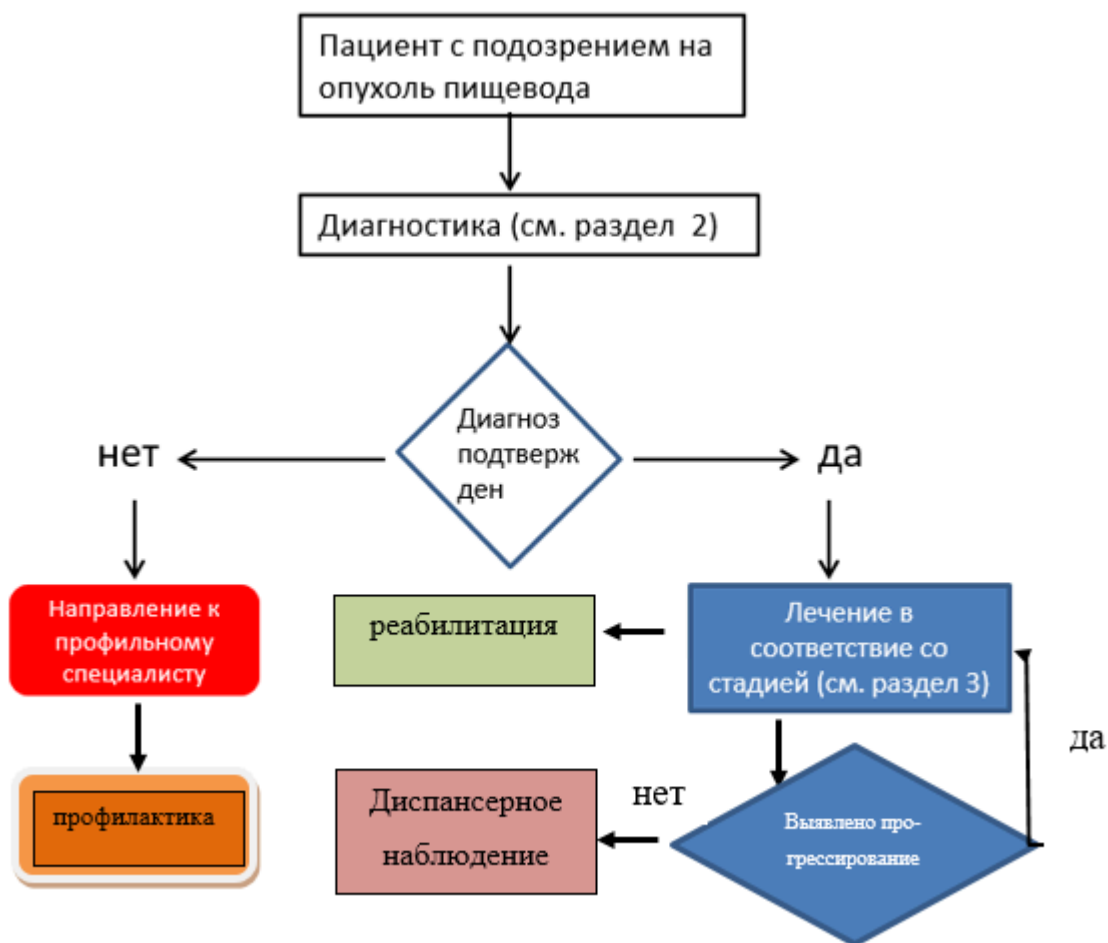 Пациент с подозрением на
опухоль пищевода
Диагностика (см. раздел  2)
Диагноз
подтверж
ден
нет
да
Направление к
профильному
специалисту
реабилитация
Лечение в
соответствие со
стадией (см. раздел 3)
да
профилактика
Диспансерное
наблюдение
нет
Выявлено про-
грессирование